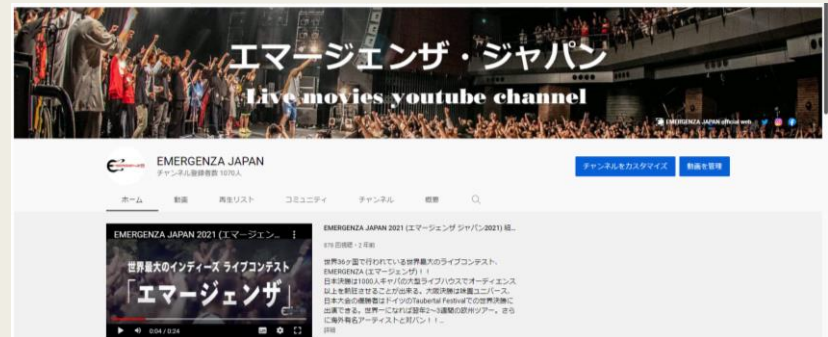 エマージェンザ・ジャパン
Live movies youtube channel
EMERGENZA JAPAN official web
EMERGENZA JAPAN
チャンネル登録者数 1070人
チャンネルをカスタマイズ
動画を管理
ホーム 動画 再生リスト コミュニティ チャンネル 概要
EMERGENZA JAPAN 2021 (エマージェン...
世界最大のインディーズ ライブコンテスト
「エマージェンザ」
0:04 / 0:24
EMERGENZA JAPAN 2021 (エマージェンザ ジャパン2021) 紹...
878 回視聴・2 年前
世界36ヶ国で行われている世界最大のライブコンテスト、
EMERGENZA (エマージェンザ)！！
日本決勝は1000人キャパの大型ライブハウスでオーディエンス
以上を熱狂させることが出来る。大阪決勝は味園ユニバース。
日本大会の優勝者はドイツのTaubertal Festivalでの世界決勝に
出演できる。世界一になれば翌年2～3週間の欧州ツアー。さら
に海外有名アーティストと対バン！！...
詳細